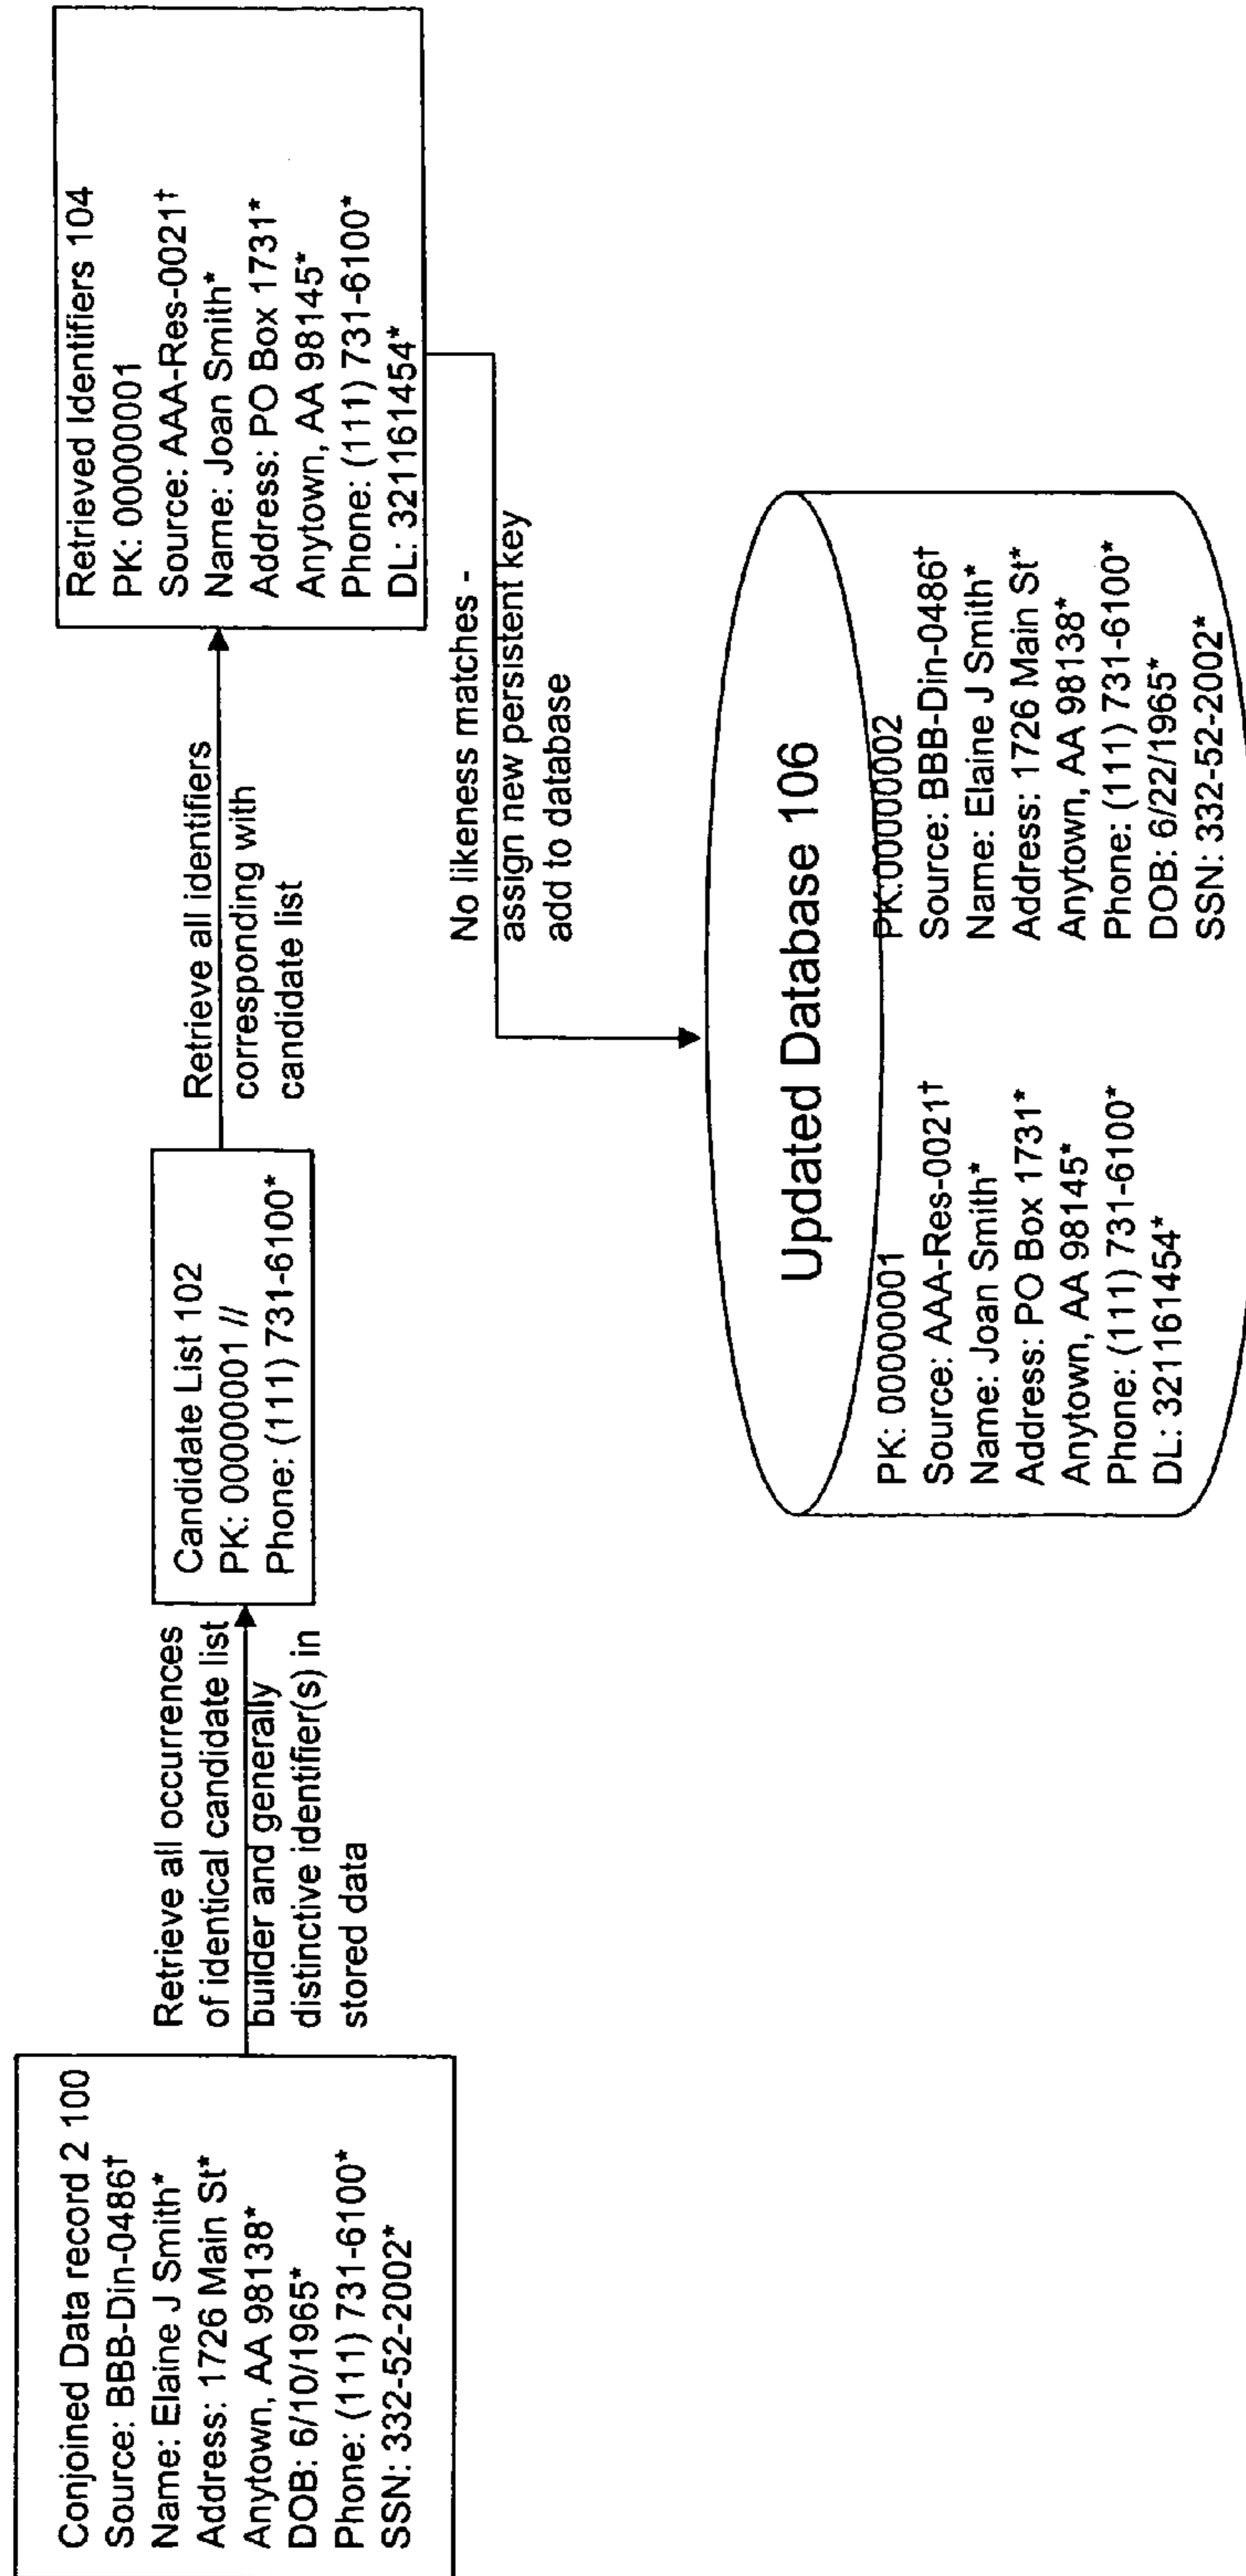 Conjoined Data record 2 100
Source: BBB-Din-0486†
Name: Elaine J Smith*
Address: 1726 Main St*
Anytown, AA 98138*
DOB: 6/10/1965*
Phone: (111) 731-6100*
SSN: 332-52-2002*
Retrieve all occurrences
of identical candidate list
builder and generally
distinctive identifier(s) in
stored data
Candidate List 102
PK: 00000001 //
Phone: (111) 731-6100*
Retrieve all identifiers
corresponding with
candidate list
Retrieved Identifiers 104
PK: 00000001
Source: AAA-Res-0021†
Name: Joan Smith*
Address: PO Box 1731*
Anytown, AA 98145*
Phone: (111) 731-6100*
DL: 321161454*
No likeness matches -
assign new persistent key
add to database
Updated Database 106
PK: 00000001
Source: AAA-Res-0021†
Name: Joan Smith*
Address: PO Box 1731*
Anytown, AA 98145*
Phone: (111) 731-6100*
DL: 321161454*
PK:00000002
Source: BBB-Din-0486†
Name: Elaine J Smith*
Address: 1726 Main St*
Anytown, AA 98138*
Phone: (111) 731-6100*
DOB: 6/22/1965*
SSN: 332-52-2002*